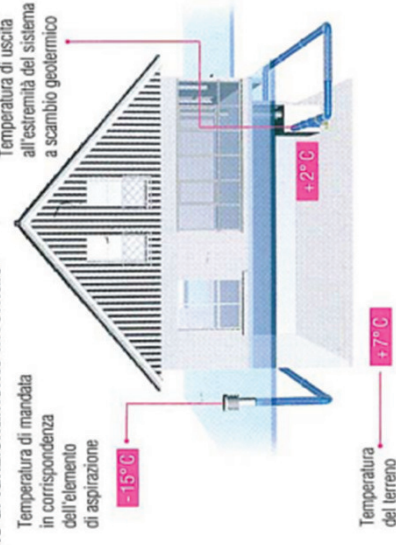 Temperatura di uscita
all'estremità del sistema
a scambio geotermico
Temperatura di mandata
in corrispondenza
dell'elemento
di aspirazione
-15°C
+2°C
+7°C
Temperatura
del terreno